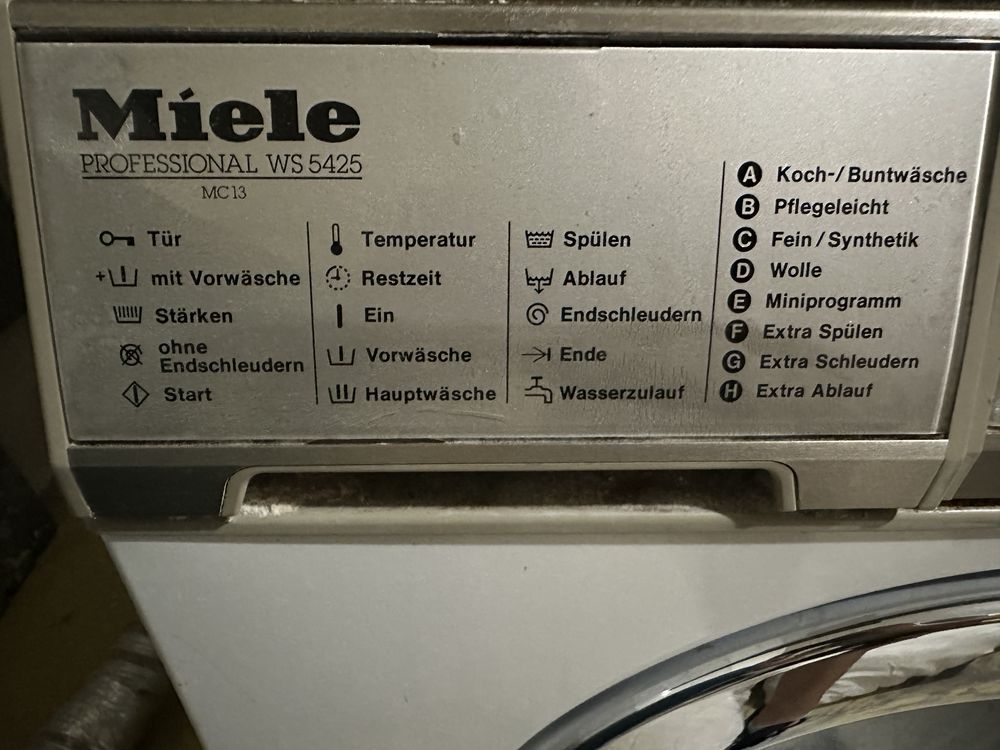 Miele
PROFESSIONAL WS 5425
MC 13
Tür
+ mit Vorwäsche
Stärken
ohne
Endschleudern
Start
Temperatur
Restzeit
Ein
Vorwäsche
Hauptwäsche
Spülen
Ablauf
Endschleudern
Ende
Wasserzulauf
A Koch-/Buntwäsche
B Pflegeleicht
C Fein/Synthetik
D Wolle
E Miniprogramm
F Extra Spülen
G Extra Schleudern
H Extra Ablauf